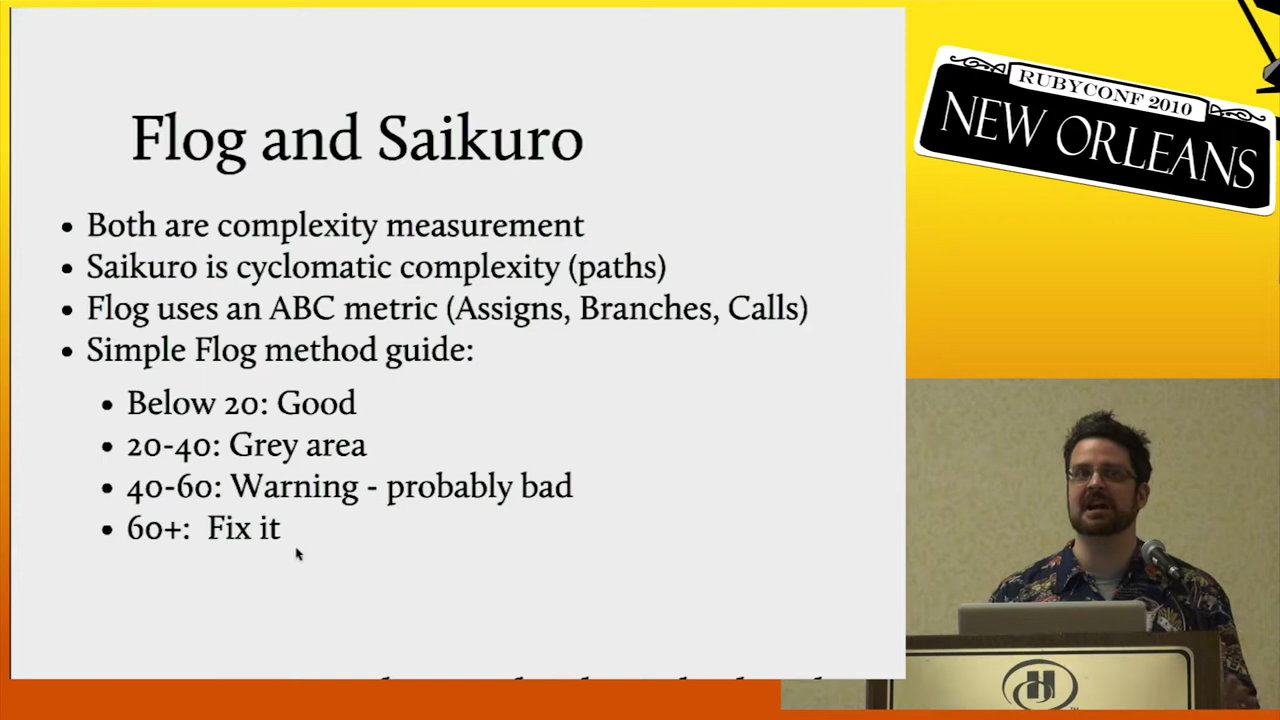 Flog and Saikuro
• Both are complexity measurement
• Saikuro is cyclomatic complexity (paths)
• Flog uses an ABC metric (Assigns, Branches, Calls)
• Simple Flog method guide:
• Below 20: Good
• 20-40: Grey area
• 40-60: Warning - probably bad
• 60+:  Fix it
RUBYCONF 2010
NEW ORLEANS